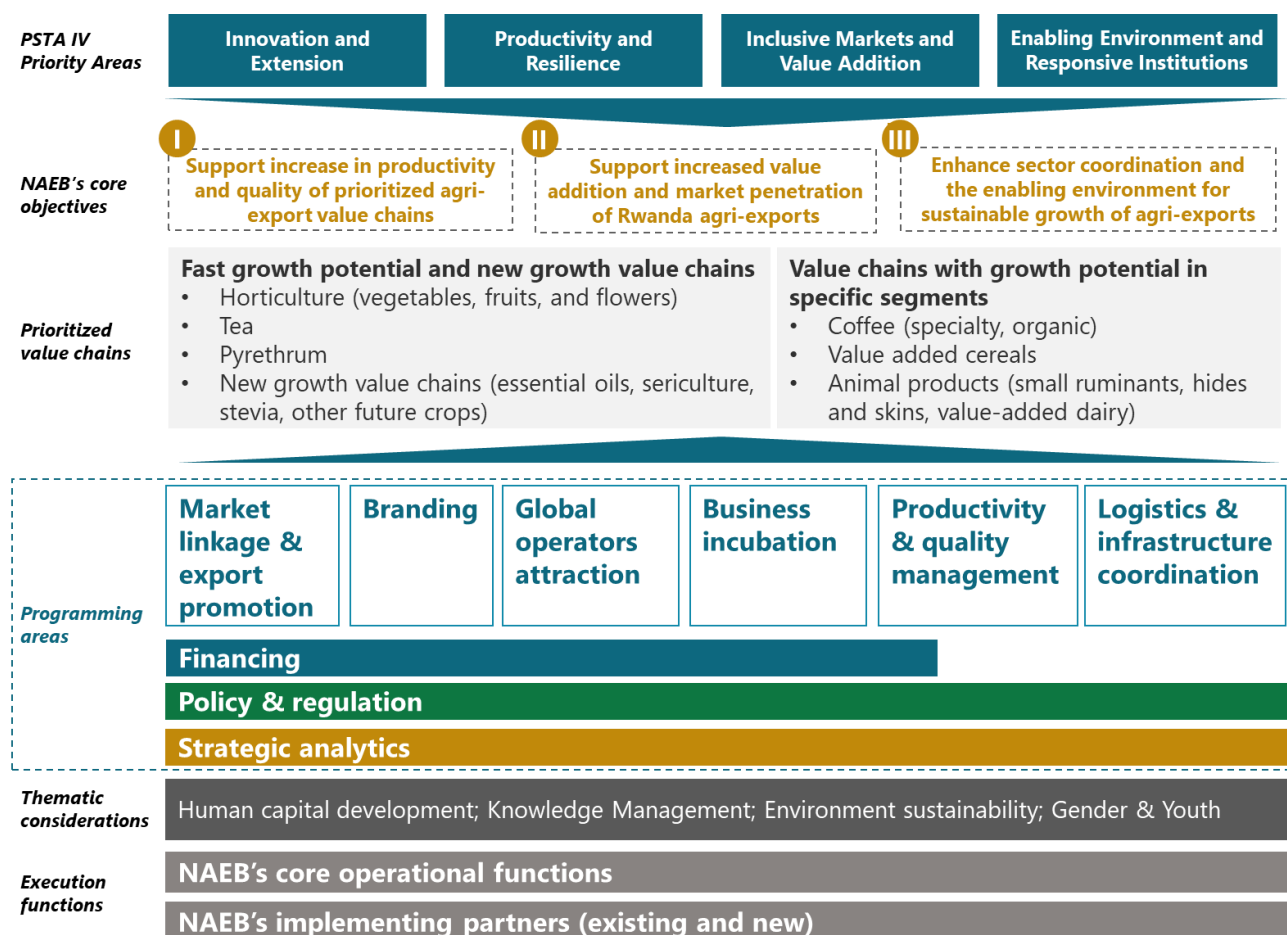 PSTA IV
Priority Areas
Innovation and
Extension
Productivity and
Resilience
Inclusive Markets and
Value Addition
Enabling Environment and
Responsive Institutions
NAEB’s core
objectives
I
Support increase in productivity
and quality of prioritized agri-
export value chains
II
Support increased value
addition and market penetration
of Rwanda agri-exports
III
Enhance sector coordination and
the enabling environment for
sustainable growth of agri-exports
Prioritized
value chains
Fast growth potential and new growth value chains
• Horticulture (vegetables, fruits, and flowers)
• Tea
• Pyrethrum
• New growth value chains (essential oils, sericulture,
stevia, other future crops)
Value chains with growth potential in
specific segments
• Coffee (specialty, organic)
• Value added cereals
• Animal products (small ruminants, hides
and skins, value-added dairy)
Programming
areas
Market
linkage &
export
promotion
Branding
Global
operators
attraction
Business
incubation
Productivity
& quality
management
Logistics &
infrastructure
coordination
Financing
Policy & regulation
Strategic analytics
Thematic
considerations
Human capital development; Knowledge Management; Environment sustainability; Gender & Youth
Execution
functions
NAEB’s core operational functions
NAEB’s implementing partners (existing and new)